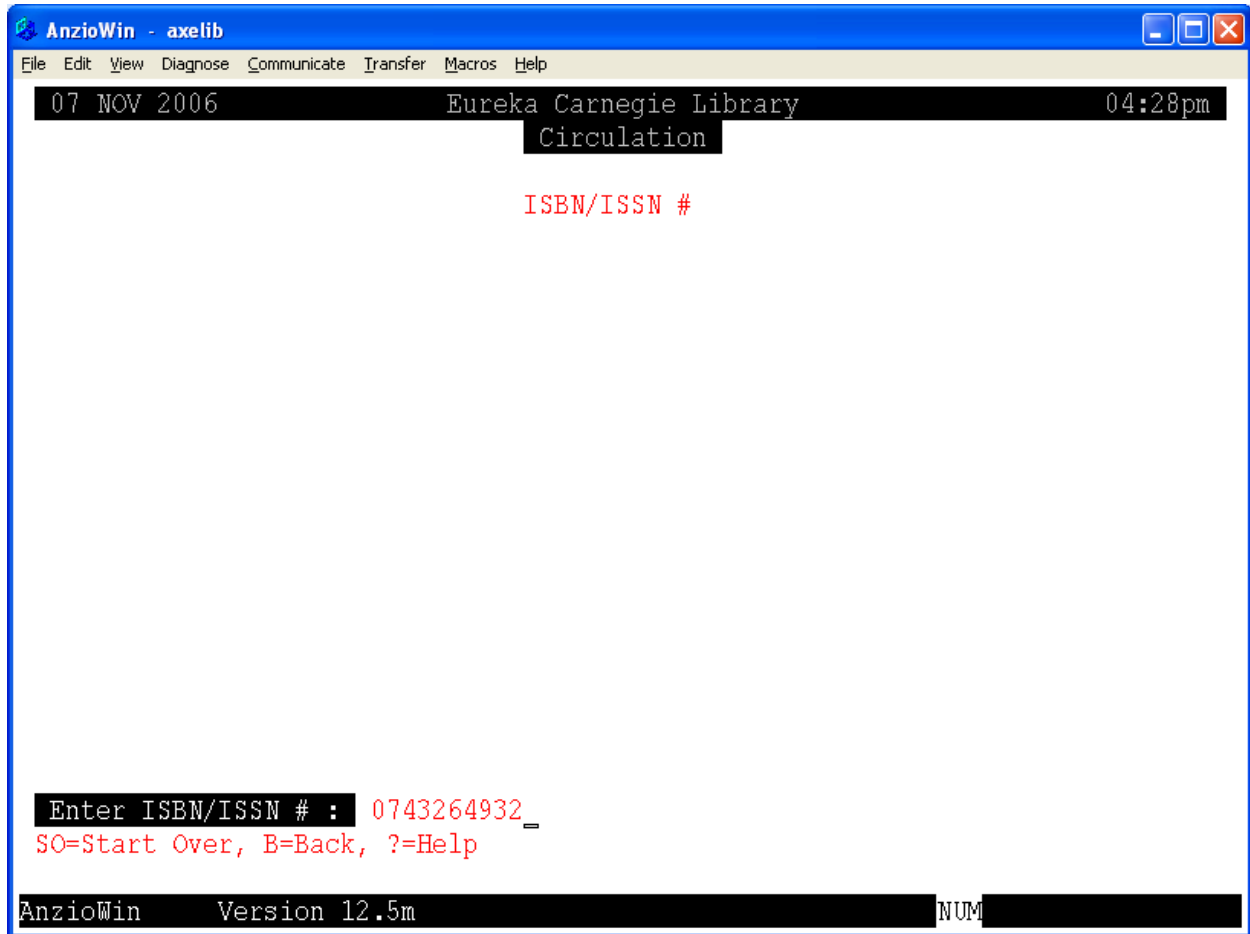 AnzioWin - axelib
File Edit View Diagnose Communicate Transfer Macros Help
07 NOV 2006 Eureka Carnegie Library 04:28pm
Circulation
ISBN/ISSN #
Enter ISBN/ISSN # : 0743264932_
SO=Start Over, B=Back, ?=Help
AnzioWin Version 12.5m NUM